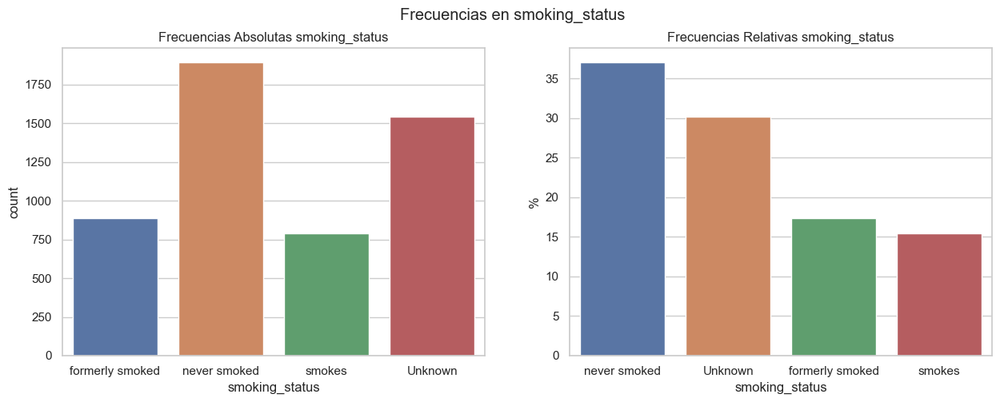 Frecuencias en smoking_status
Frecuencias Absolutas smoking_status
count
1750
1500
1250
1000
750
500
250
0
formerly smoked
never smoked
smokes
Unknown
smoking_status
Frecuencias Relativas smoking_status
%
35
30
25
20
15
10
5
0
never smoked
Unknown
formerly smoked
smokes
smoking_status